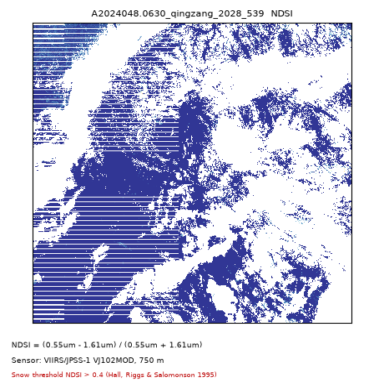 A2024048.0630_qingzang_2028_539 NDSI
NDSI = (0.55um - 1.61um) / (0.55um + 1.61um)
Sensor: VIIRS/JPSS-1 VJ102MOD, 750 m
Snow threshold NDSI > 0.4 (Hall, Riggs & Salomonson 1995)